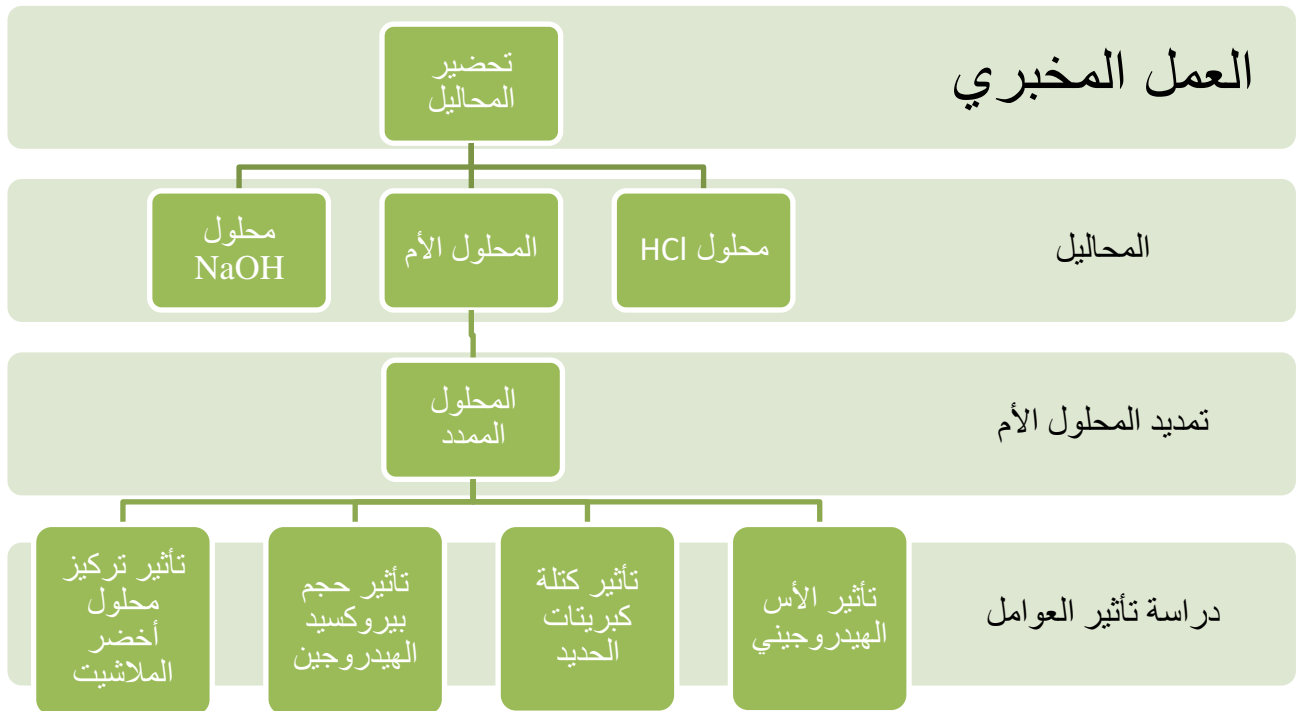 العمل المخبري
تحضير
المحاليل
المحاليل
محلول HCl
المحلول الأم
محلول
NaOH
تمديد المحلول الأم
المحلول
الممدد
دراسة تأثير العوامل
تأثير الأس
الهيدروجيني
تأثير كتلة
كبريتات
الحديد
تأثير حجم
بيروكسيد
الهيدروجين
تأثير تركيز
محلول
أخضر
الملاشيت